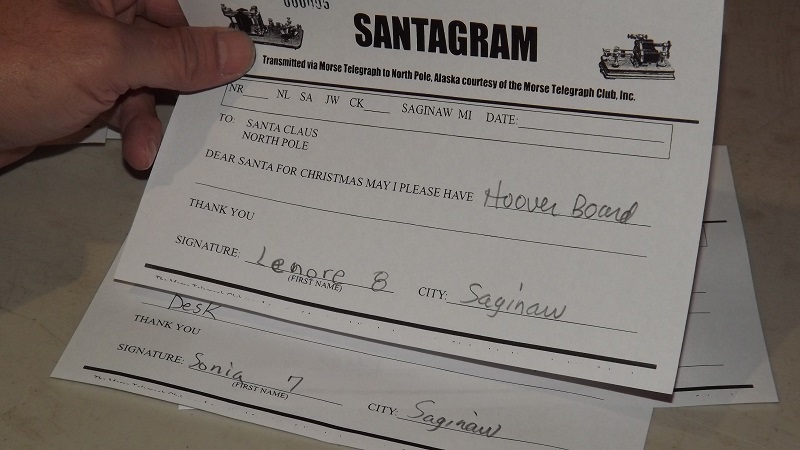 SANTAGRAM
Transmitted via Morse Telegraph to North Pole, Alaska courtesy of the Morse Telegraph Club, Inc.
NR____ NL SA JW CK____ SAGINAW MI DATE:
TO: SANTA CLAUS
NORTH POLE
DEAR SANTA FOR CHRISTMAS MAY I PLEASE HAVE Hoover Board
THANK YOU
SIGNATURE: Lenore 8 CITY: Saginaw
(FIRST NAME)
Desk
THANK YOU
SIGNATURE: Sonia 7 CITY: Saginaw
(FIRST NAME)